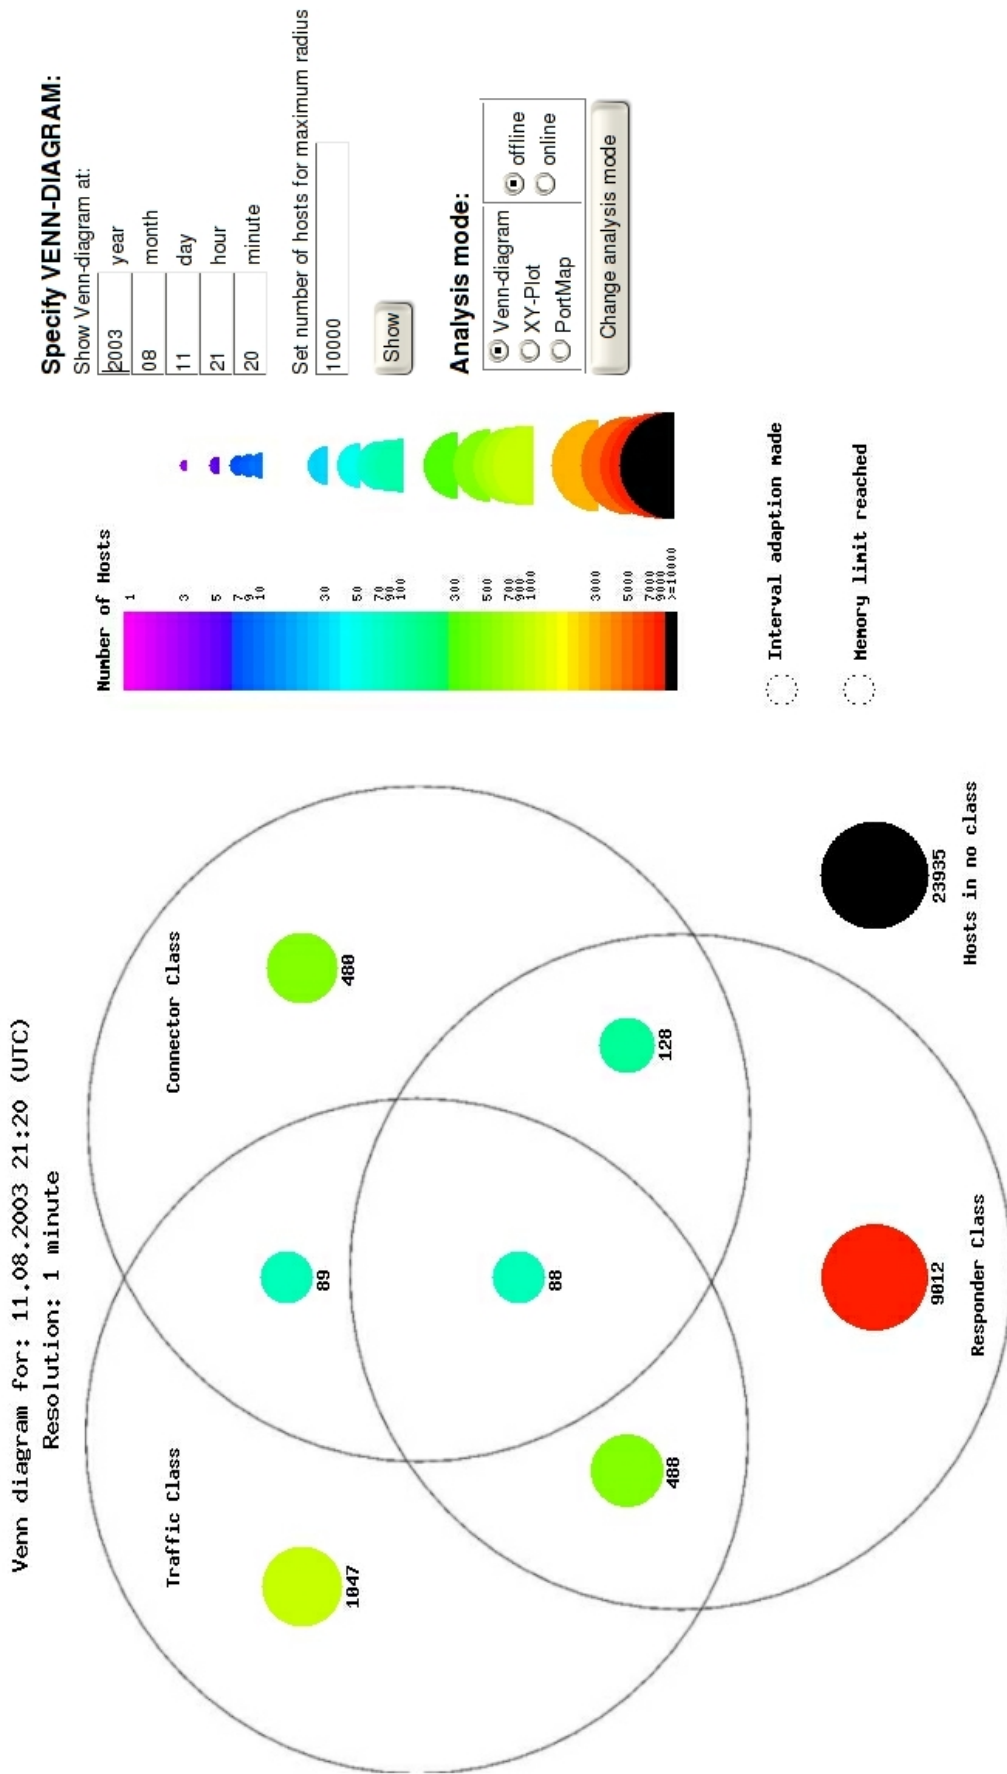 Venn diagram for: 11.08.2003 21:20 (UTC)
Resolution: 1 minute
Traffic Class
Connector Class
1047
89
480
88
488
128
9012
Responder Class
23935
Hosts in no class
Number of Hosts
1
3
5
7
9
10
30
50
70
90
100
300
500
700
900
1000
3000
5000
7000
9000
>=10000
Interval adaption made
Memory limit reached
Specify VENN-DIAGRAM:
Show Venn-diagram at:
2003 year
08 month
11 day
21 hour
20 minute
Set number of hosts for maximum radius
10000
Show
Analysis mode:
Venn-diagram
XY-Plot
PortMap
offline
online
Change analysis mode